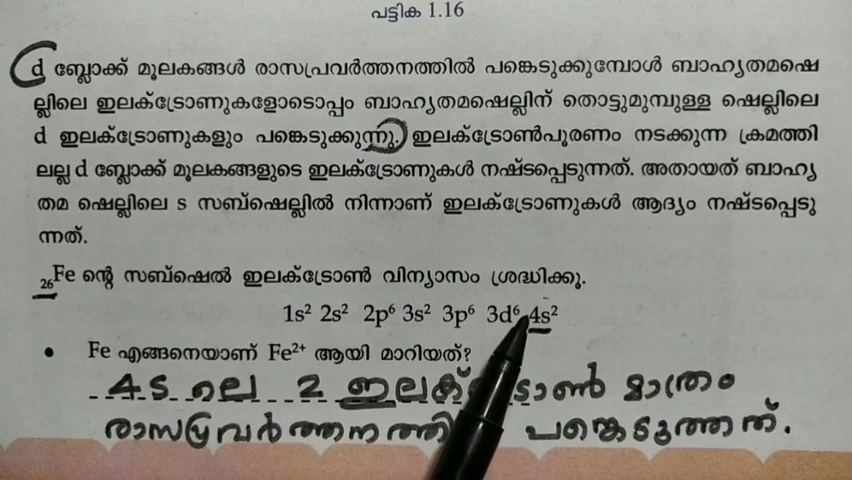 പട്ടിക 1.16
d ബ്ലോക്ക് മൂലകങ്ങൾ രാസപ്രവർത്തനത്തിൽ പങ്കെടുക്കുമ്പോൾ ബാഹ്യതമഷെ
ല്ലിലെ ഇലക്ട്രോണുകളോടൊപ്പം ബാഹ്യതമഷെല്ലിന് തൊട്ടുമുമ്പുള്ള ഷെല്ലിലെ
d ഇലക്ട്രോണുകളും പങ്കെടുക്കുന്നു. ഇലക്ട്രോൺപൂരണം നടക്കുന്ന ക്രമത്തി
ലല്ല d ബ്ലോക്ക് മൂലകങ്ങളുടെ ഇലക്ട്രോണുകൾ നഷ്ടപ്പെടുന്നത്. അതായത് ബാഹ്യ
തമ ഷെല്ലിലെ s സബ്ഷെല്ലിൽ നിന്നാണ് ഇലക്ട്രോണുകൾ ആദ്യം നഷ്ടപ്പെടു
ന്നത്.
₂₆Fe ന്റെ സബ്ഷെൽ ഇലക്ട്രോൺ വിന്യാസം ശ്രദ്ധിക്കൂ.
1s² 2s² 2p⁶ 3s² 3p⁶ 3d⁶ 4s²
• Fe എങ്ങനെയാണ് Fe²⁺ ആയി മാറിയത്?
4s ലെ 2 ഇലക്ട്രോൺ മാത്രം
രാസപ്രവർത്തനത്തി പങ്കെടുത്തത്.